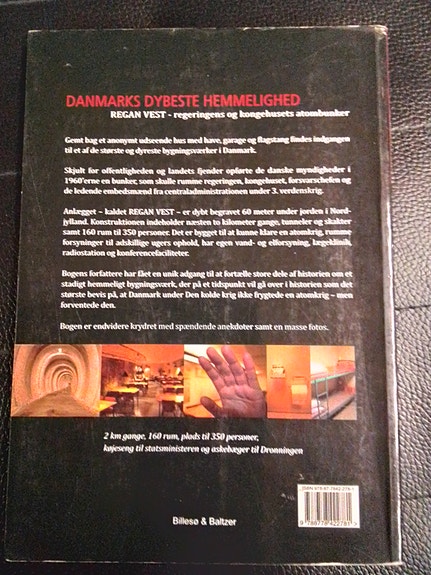 DANMARKS DYBESTE HEMMELIGHED
REGAN VEST - regeringens og kongehusets atombunker
Gemt bag et anonymt udseende hus med have, garage og flagstang findes indgangen
til et af de største og dyreste bygningsværker i Danmark.
Skjult for offentligheden og landets fjender opførte de danske myndigheder i
1960'erne en bunker, som skulle rumme regeringen, kongehuset, forsvarschefen og
de ledende embedsmænd fra centraladministrationen under 3. verdenskrig.
Anlægget – kaldet REGAN VEST – er dybt begravet 60 meter under jorden i Nord-
jylland. Konstruktionen indeholder næsten to kilometer gange, tunneler og skakter
samt 160 rum til 350 personer. Det er bygget til at kunne klare en atomkrig, rumme
forsyninger til adskillige ugers ophold, har egen vand- og elforsyning, lægeklinik,
radiostation og konferencefaciliteter.
Bogens forfattere har fået en unik adgang til at fortælle store dele af historien om et
stadigt hemmeligt bygningsværk, der på et tidspunkt vil gå over i historien som det
største bevis på, at Danmark under Den kolde krig ikke frygtede en atomkrig – men
forventede den.
Bogen er endvidere krydret med spændende anekdoter samt en masse fotos.
2 km gange, 160 rum, plads til 350 personer,
køjeseng til statsministeren og askebæger til Dronningen
ISBN 978-87-7842-278-1
9 788778 422781
Billesø & Baltzer